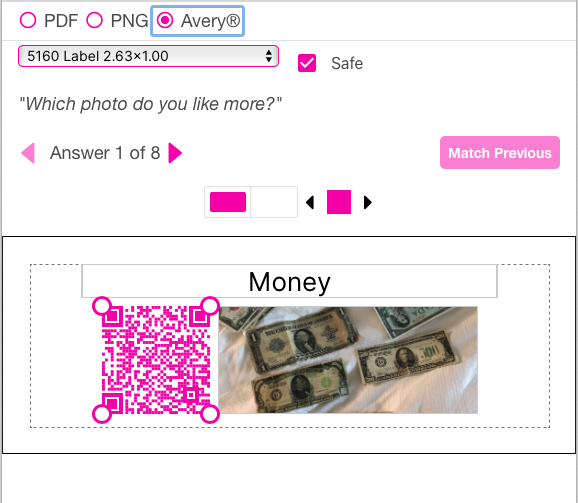 PDF PNG Avery®
5160 Label 2.63×1.00
Safe
"Which photo do you like more?"
Answer 1 of 8
Match Previous
Money